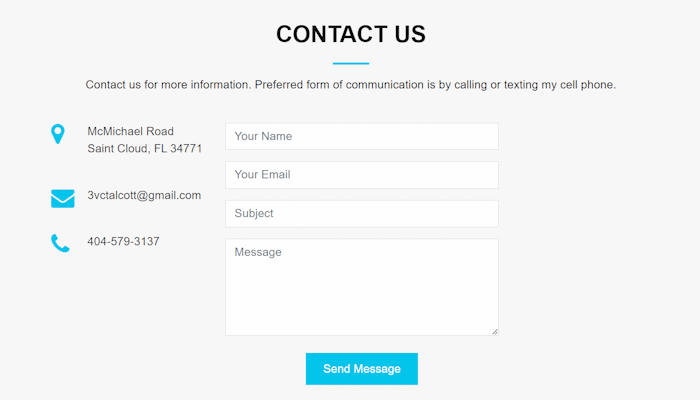 CONTACT US
Contact us for more information. Preferred form of communication is by calling or texting my cell phone.
McMichael Road
Saint Cloud, FL 34771
3vctalcott@gmail.com
404-579-3137
Your Name
Your Email
Subject
Message
Send Message